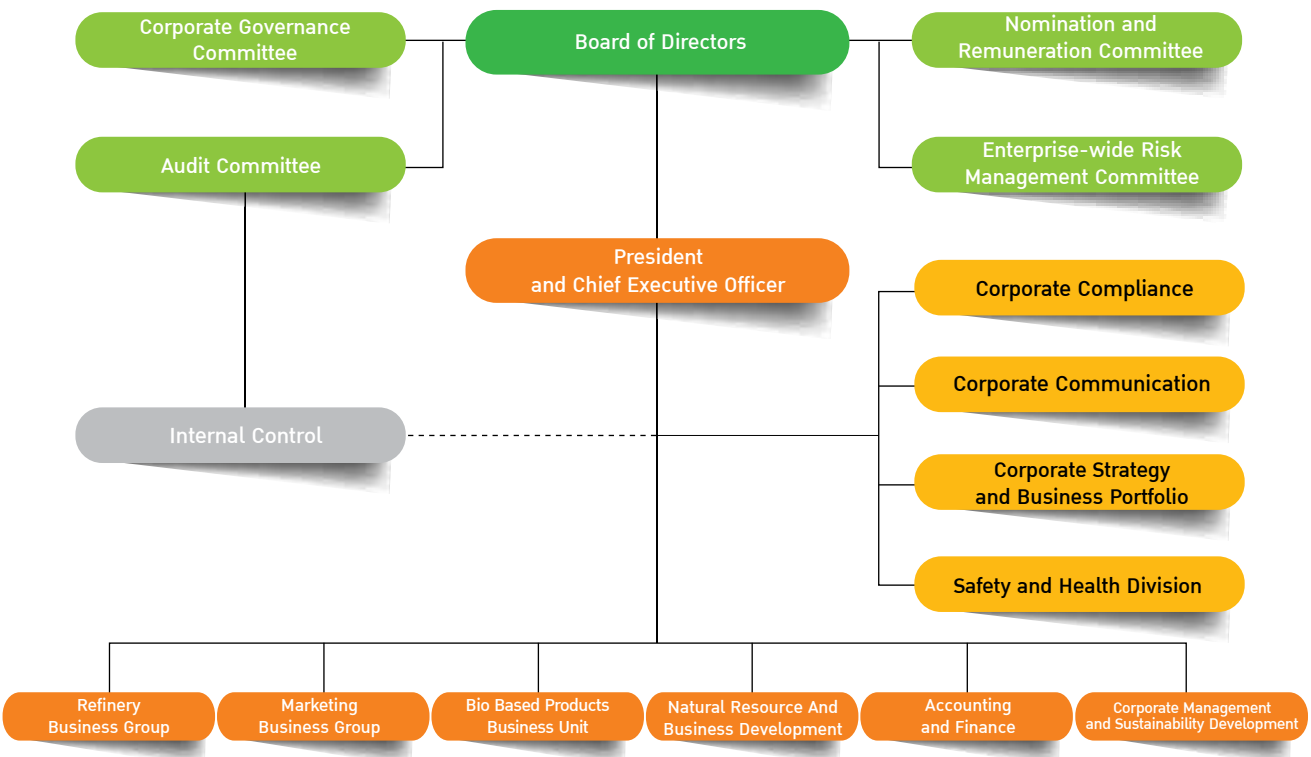 Corporate Governance
Committee
Board of Directors
Nomination and
Remuneration Committee
Audit Committee
Enterprise-wide Risk
Management Committee
President
and Chief Executive Officer
Corporate Compliance
Corporate Communication
Internal Control
Corporate Strategy
and Business Portfolio
Safety and Health Division
Refinery
Business Group
Marketing
Business Group
Bio Based Products
Business Unit
Natural Resource And
Business Development
Accounting
and Finance
Corporate Management
and Sustainability Development